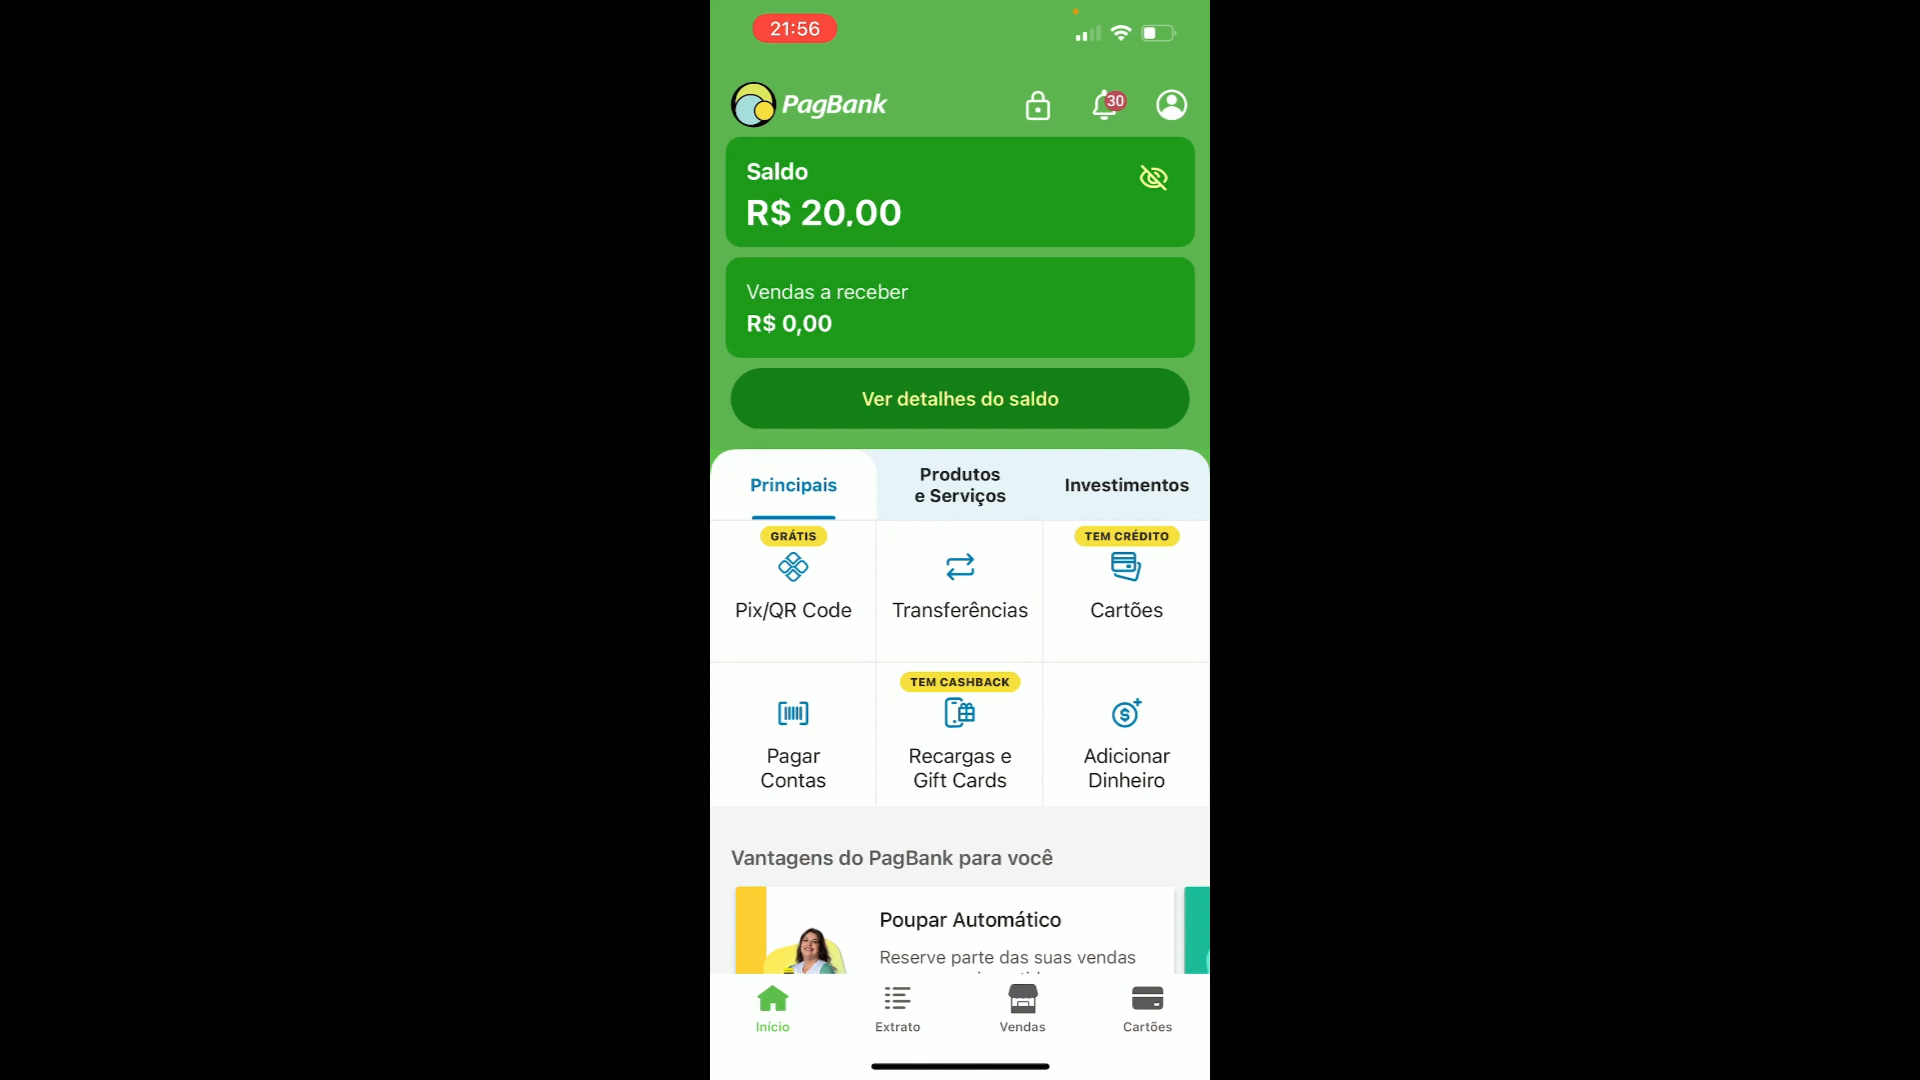 21:56
PagBank
30
Saldo
R$ 20,00
Vendas a receber
R$ 0,00
Ver detalhes do saldo
Principais
Produtos
e Serviços
Investimentos
GRÁTIS
Pix/QR Code
Transferências
TEM CRÉDITO
Cartões
Pagar
Contas
TEM CASHBACK
Recargas e
Gift Cards
Adicionar
Dinheiro
Vantagens do PagBank para você
Poupar Automático
Reserve parte das suas vendas
Início
Extrato
Vendas
Cartões